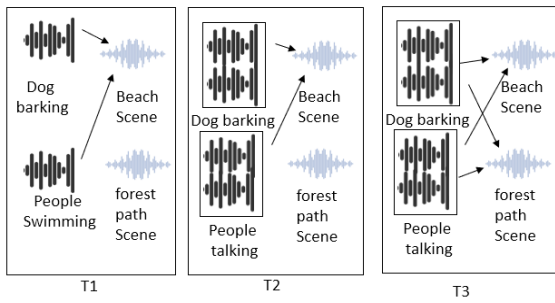 Dog
barking
Beach
Scene
People
Swimming
forest
path
Scene
T1
Dog barking
Beach
Scene
People
talking
forest
path
Scene
T2
Dog barking
Beach
Scene
People
talking
forest
path
Scene
T3